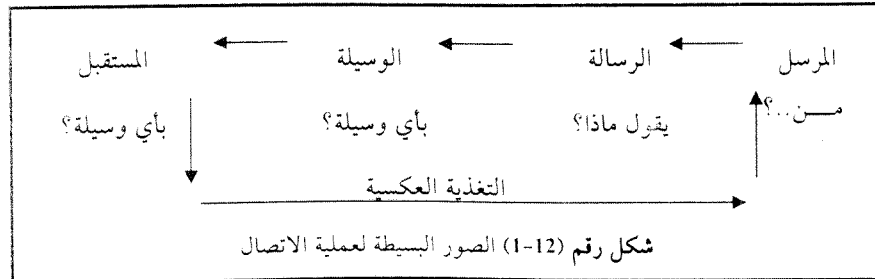 المرسل الرسالة الوسيلة المستقبل
مـــن..؟ يقول ماذا؟ بأي وسيلة؟ بأي وسيلة؟
التغذية العكسية
شكل رقم (12-1) الصور البسيطة لعملية الاتصال